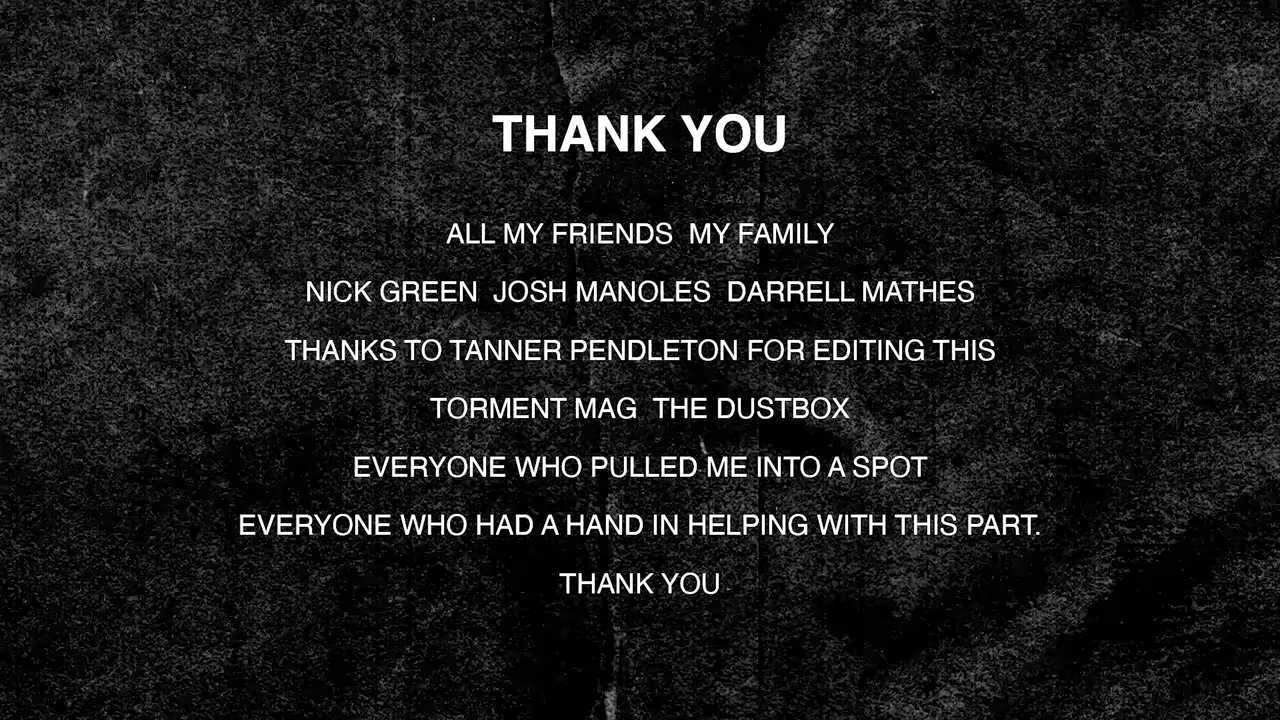 THANK YOU
ALL MY FRIENDS  MY FAMILY
NICK GREEN  JOSH MANOLES  DARRELL MATHES
THANKS TO TANNER PENDLETON FOR EDITING THIS
TORMENT MAG  THE DUSTBOX
EVERYONE WHO PULLED ME INTO A SPOT
EVERYONE WHO HAD A HAND IN HELPING WITH THIS PART.
THANK YOU